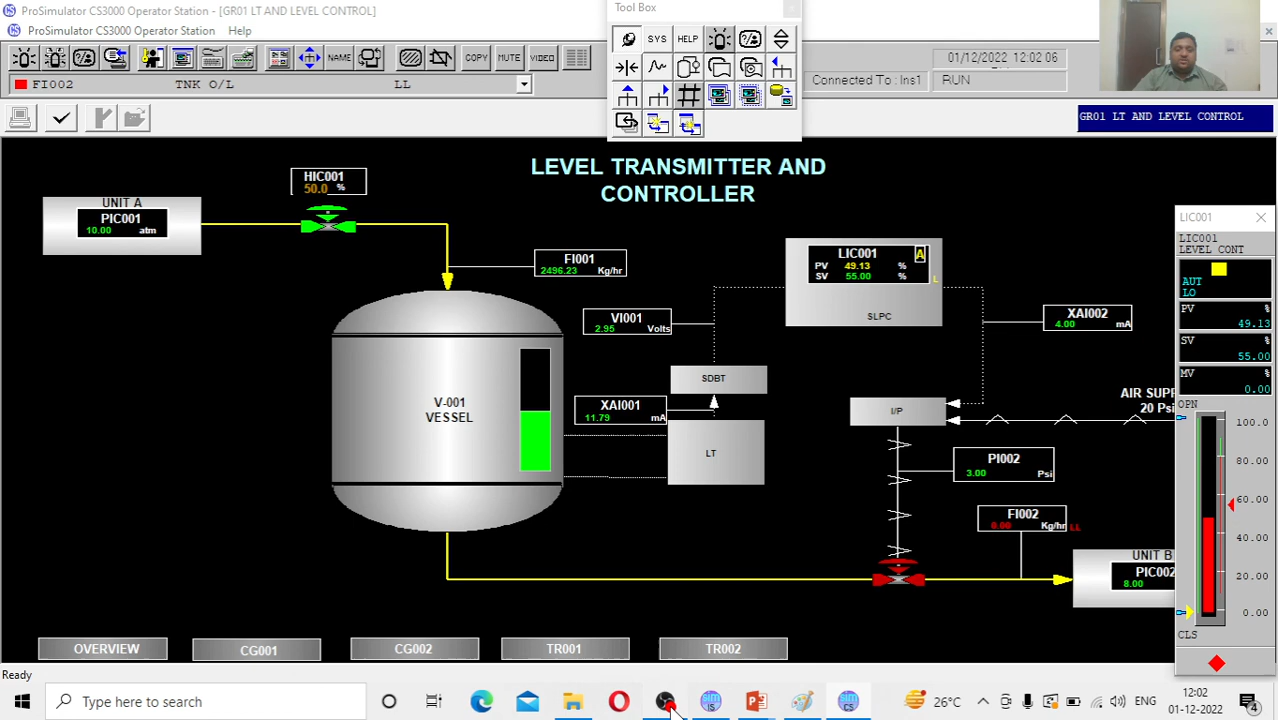 ProSimulator CS3000 Operator Station - [GR01 LT AND LEVEL CONTROL]
ProSimulator CS3000 Operator Station Help
Tool Box
SYS HELP
NAME COPY MUTE VIDEO
01/12/2022 12:02:06
FI002 TNK O/L LL
Connected To : Ins1 RUN
GR01 LT AND LEVEL CONTROL
LEVEL TRANSMITTER AND
CONTROLLER
HIC001
50.0 %
UNIT A
PIC001
10.00 atm
FI001
2496.23 Kg/hr
VI001
2.95 Volts
LIC001 A
PV 49.13 %
SV 55.00 %
L
SLPC
XAI002
4.00 mA
SDBT
XAI001
11.79 mA
V-001
VESSEL
LT
I/P
AIR SUPP
20 Psi
PI002
3.00 Psi
FI002
0.00 Kg/hr LL
UNIT B
PIC002
8.00
LIC001
LIC001
LEVEL CONT
AUT
LO
PV %
49.13
SV %
55.00
MV %
0.00
OPN
100.0
80.00
60.00
40.00
20.00
0.00
CLS
OVERVIEW CG001 CG002 TR001 TR002
Ready
Type here to search
sim IS
sim CS
26°C
ENG
12:02
01-12-2022
4